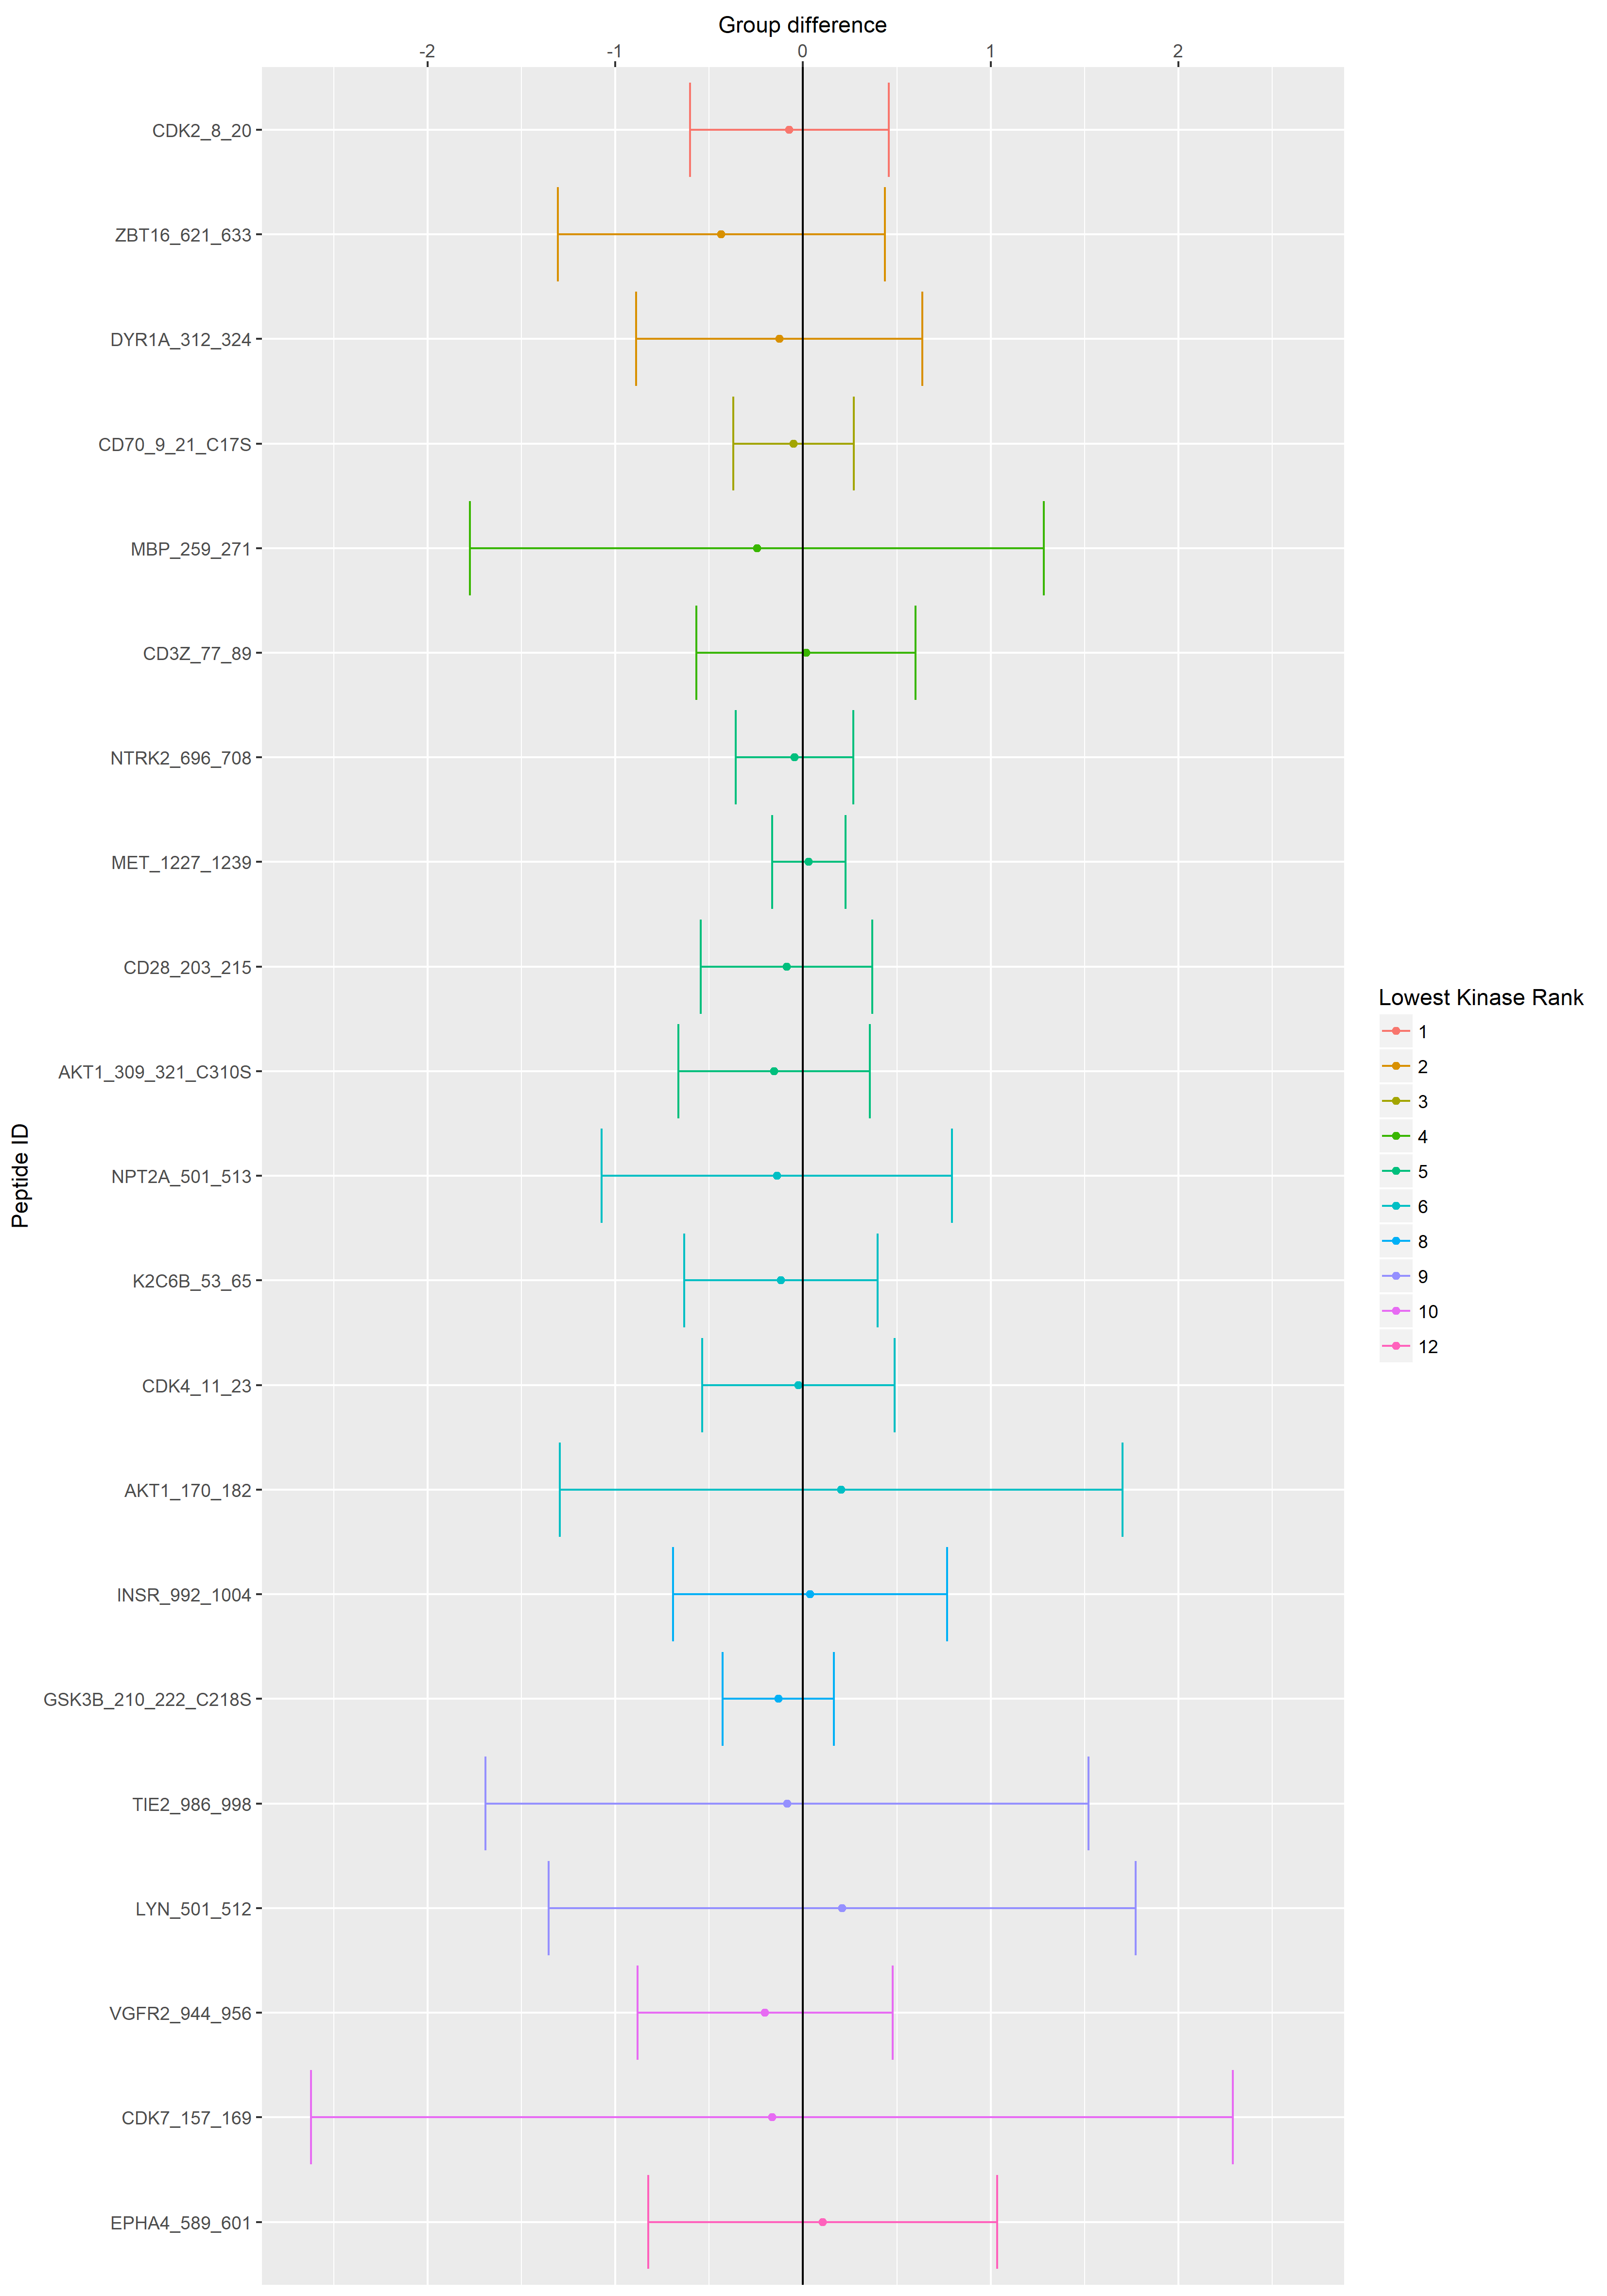 Group difference
-2 -1 0 1 2
CDK2_8_20
ZBT16_621_633
DYR1A_312_324
CD70_9_21_C17S
MBP_259_271
CD3Z_77_89
NTRK2_696_708
MET_1227_1239
CD28_203_215
AKT1_309_321_C310S
NPT2A_501_513
K2C6B_53_65
CDK4_11_23
AKT1_170_182
INSR_992_1004
GSK3B_210_222_C218S
TIE2_986_998
LYN_501_512
VGFR2_944_956
CDK7_157_169
EPHA4_589_601
Peptide ID
Lowest Kinase Rank
1
2
3
4
5
6
8
9
10
12